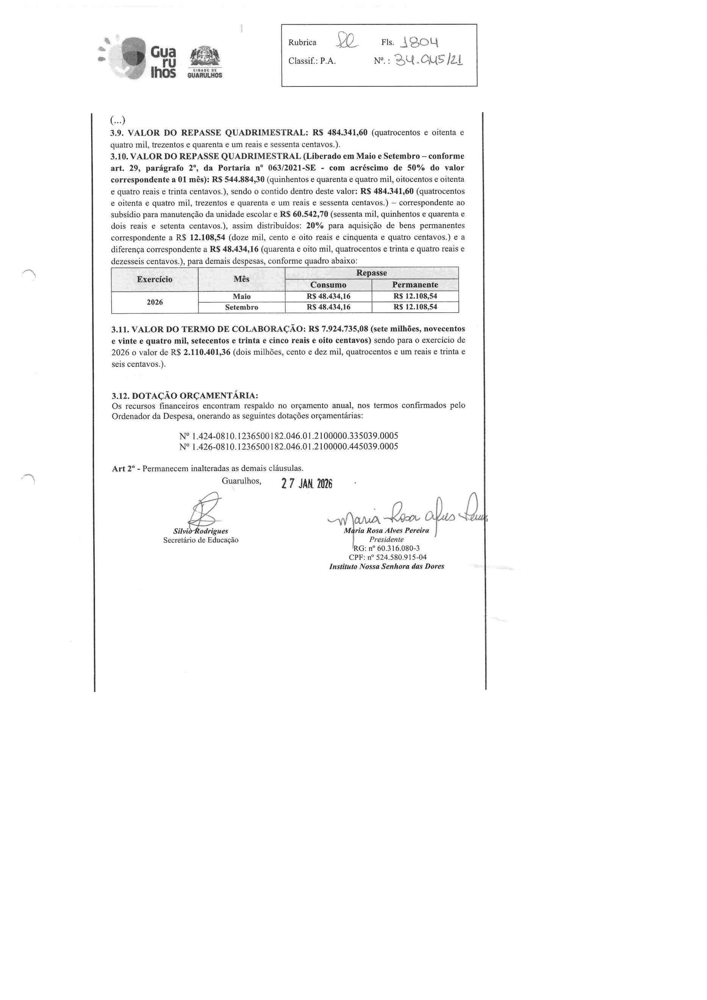 Gua
ru
lhos
CIDADE DE
GUARULHOS
Rubrica
Fls. 1804
Classif.: P.A.
Nº. : 34.945/21
(...)
3.9. VALOR DO REPASSE QUADRIMESTRAL: R$ 484.341,60 (quatrocentos e oitenta e
quatro mil, trezentos e quarenta e um reais e sessenta centavos.).
3.10. VALOR DO REPASSE QUADRIMESTRAL (Liberado em Maio e Setembro – conforme
art. 29, parágrafo 2º, da Portaria nº 063/2021-SE - com acréscimo de 50% do valor
correspondente a 01 mês): R$ 544.884,30 (quinhentos e quarenta e quatro mil, oitocentos e oitenta
e quatro reais e trinta centavos.), sendo o contido dentro deste valor: R$ 484.341,60 (quatrocentos
e oitenta e quatro mil, trezentos e quarenta e um reais e sessenta centavos.) – correspondente ao
subsídio para manutenção da unidade escolar e R$ 60.542,70 (sessenta mil, quinhentos e quarenta e
dois reais e setenta centavos.), assim distribuídos: 20% para aquisição de bens permanentes
correspondente a R$ 12.108,54 (doze mil, cento e oito reais e cinquenta e quatro centavos.) e a
diferença correspondente a R$ 48.434,16 (quarenta e oito mil, quatrocentos e trinta e quatro reais e
dezesseis centavos.), para demais despesas, conforme quadro abaixo:
Exercício Mês Repasse
Consumo Permanente
2026 Maio R$ 48.434,16 R$ 12.108,54
Setembro R$ 48.434,16 R$ 12.108,54
3.11. VALOR DO TERMO DE COLABORAÇÃO: R$ 7.924.735,08 (sete milhões, novecentos
e vinte e quatro mil, setecentos e trinta e cinco reais e oito centavos) sendo para o exercício de
2026 o valor de R$ 2.110.401,36 (dois milhões, cento e dez mil, quatrocentos e um reais e trinta e
seis centavos.).
3.12. DOTAÇÃO ORÇAMENTÁRIA:
Os recursos financeiros encontram respaldo no orçamento anual, nos termos confirmados pelo
Ordenador da Despesa, onerando as seguintes dotações orçamentárias:
Nº 1.424-0810.1236500182.046.01.2100000.335039.0005
Nº 1.426-0810.1236500182.046.01.2100000.445039.0005
Art 2º - Permanecem inalteradas as demais cláusulas.
Guarulhos, 27 JAN. 2026
Maria Rosa Alves
Silvio Rodrigues
Secretário de Educação
Maria Rosa Alves Pereira
Presidente
RG: nº 60.316.080-3
CPF: nº 524.580.915-04
Instituto Nossa Senhora das Dores